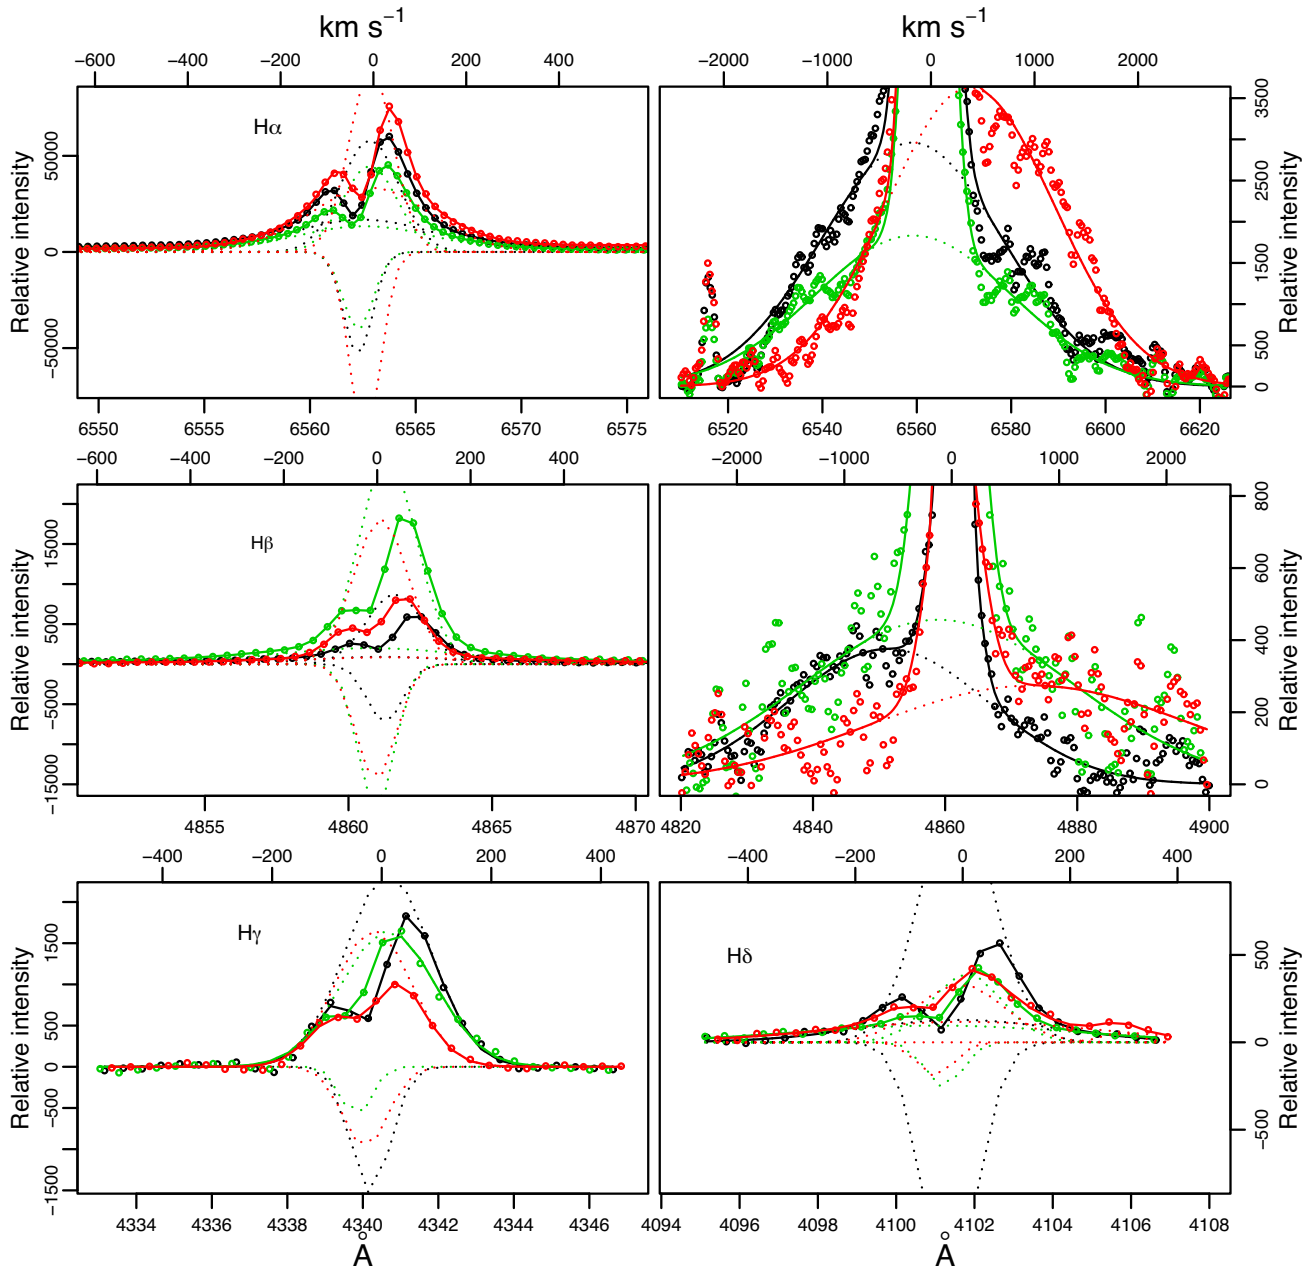 km s⁻¹ km s⁻¹
−600 −400 −200 0 200 400 −2000 −1000 0 1000 2000
Hα
Relative intensity
−50000 0 50000
6550 6555 6560 6565 6570 6575
0 500 1500 2500 3500
Relative intensity
6520 6540 6560 6580 6600 6620
−600 −400 −200 0 200 400 −2000 −1000 0 1000 2000
Hβ
Relative intensity
−15000 −5000 5000 15000
4855 4860 4865 4870
0 200 400 600 800
Relative intensity
4820 4840 4860 4880 4900
−400 −200 0 200 400 −400 −200 0 200 400
Hγ
Relative intensity
−1500 −500 0 500 1500
4334 4336 4338 4340 4342 4344 4346
Å
Hδ
−500 0 500
Relative intensity
4094 4096 4098 4100 4102 4104 4106 4108
Å